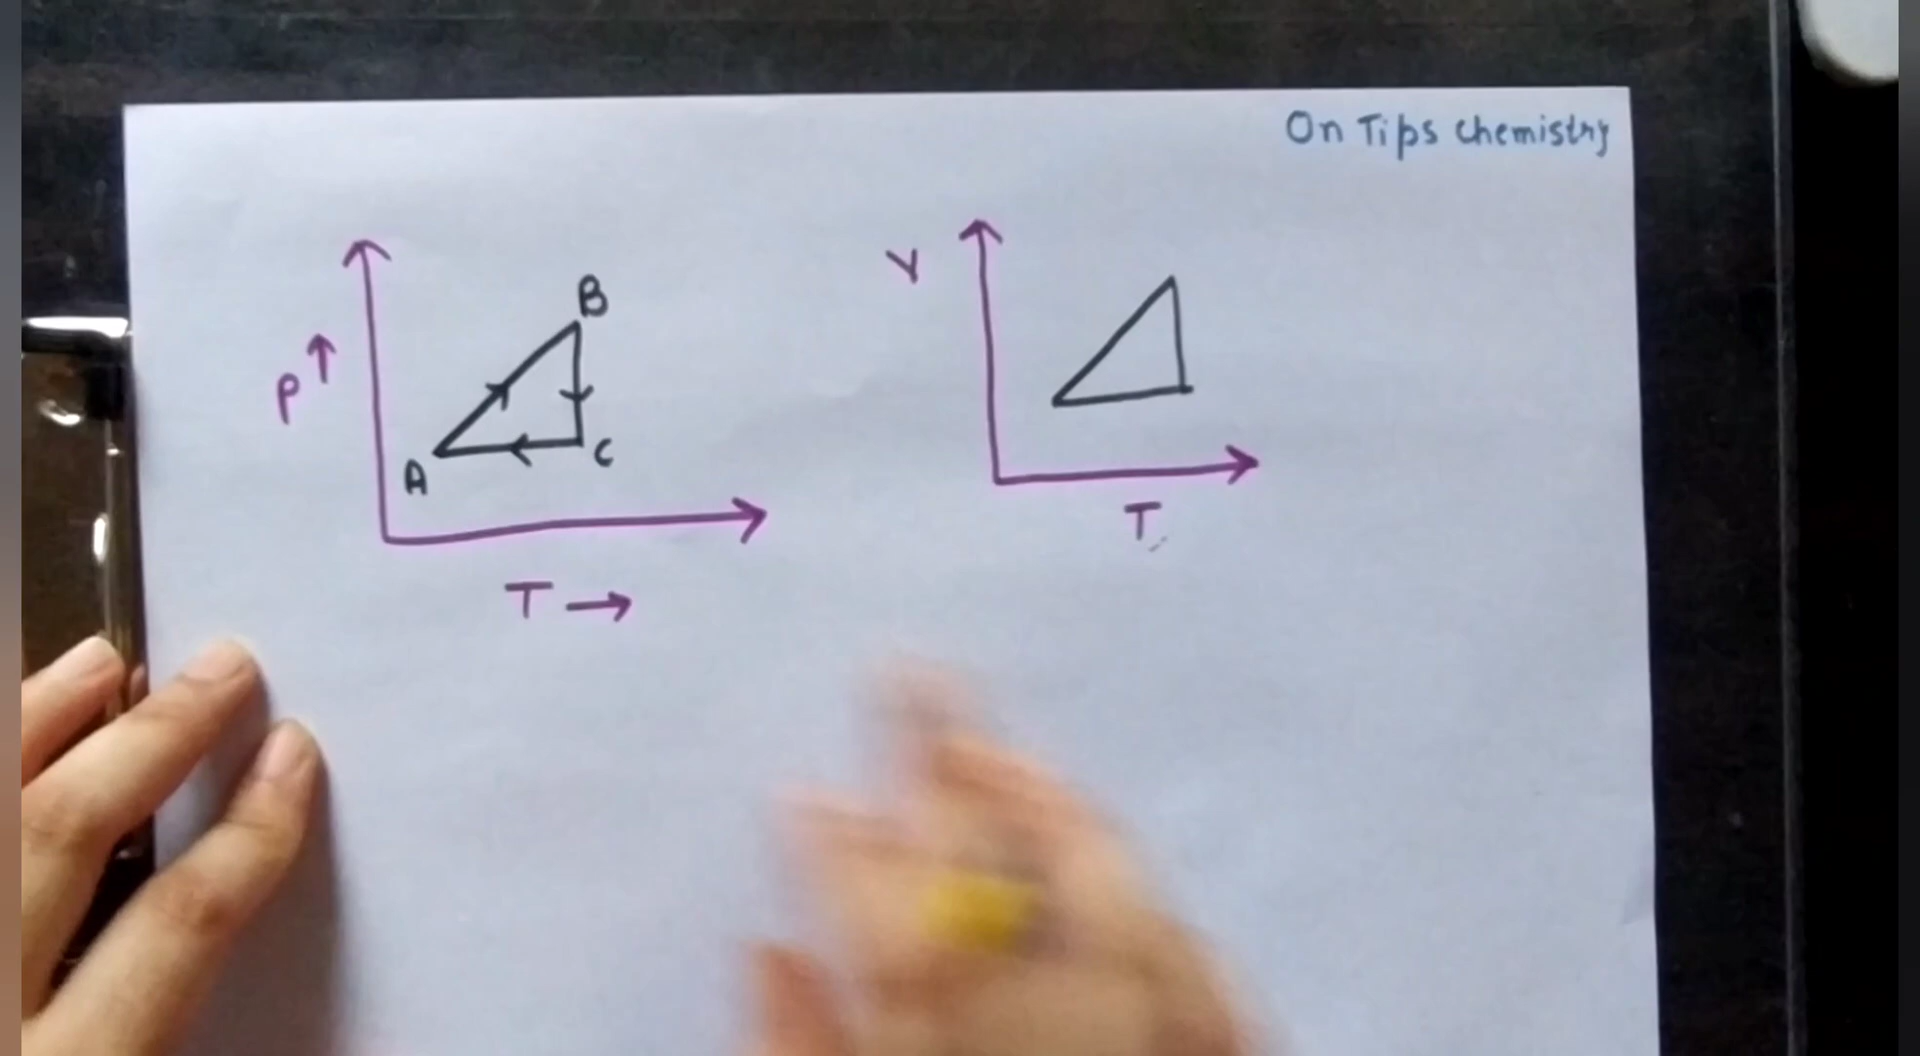 On Tips Chemistry
P ↑
A
B
C
T →
V
T